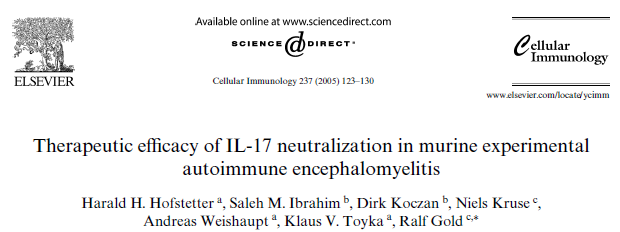 Available online at www.sciencedirect.com
SCIENCE DIRECT®
ELSEVIER
Cellular Immunology 237 (2005) 123–130
Cellular
Immunology
www.elsevier.com/locate/ycimm
Therapeutic efficacy of IL-17 neutralization in murine experimental
autoimmune encephalomyelitis
Harald H. Hofstetter a, Saleh M. Ibrahim b, Dirk Koczan b, Niels Kruse c,
Andreas Weishaupt a, Klaus V. Toyka a, Ralf Gold c,*